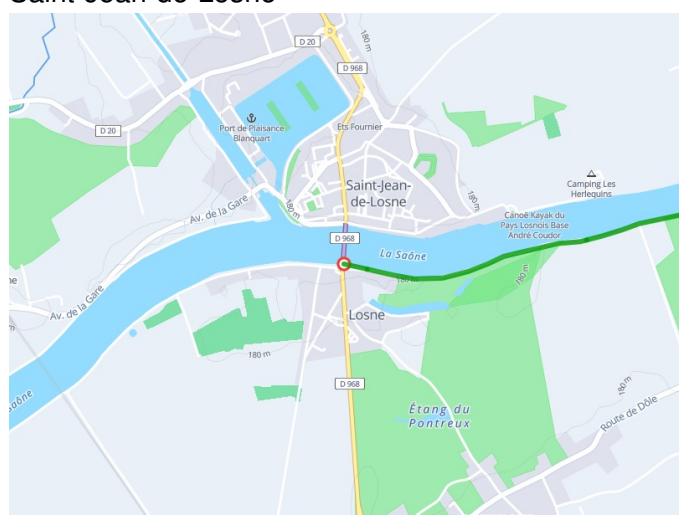 Saint-Jean-de-Losne
D 20
180 m
D 968
D 20
Port de Plaisance
Blanquart
Ets Fournier
Saint-Jean-
de-Losne
180 m
180 m
Camping Les
Herlequins
Av. de la Gare
Canoë Kayak du
Pays Losnois Base
André Coudor
D 968
La Saône
180 m
180 m
Av. de la Gare
Losne
180 m
D 968
180 m
Étang du
Pontreux
Route de Dôle
Saône